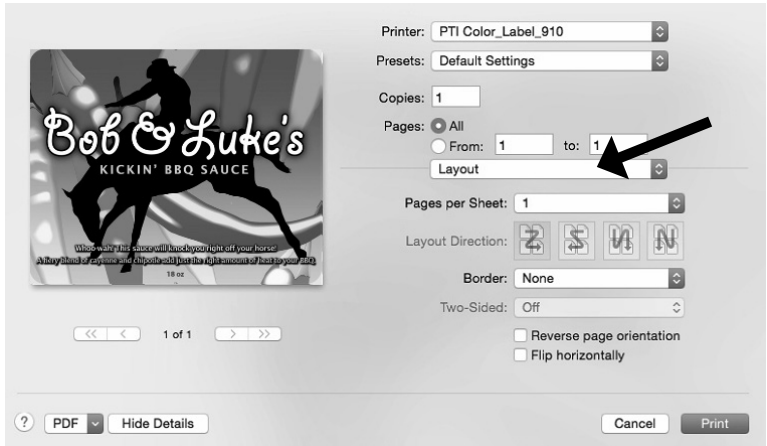 Printer: PTI Color_Label_910
Presets: Default Settings
Copies: 1
Pages: All
From: 1 to: 1
Layout
Pages per Sheet: 1
Layout Direction:
Border: None
Two-Sided: Off
Reverse page orientation
Flip horizontally
Bob & Luke's
KICKIN' BBQ SAUCE
Whoo wah! This sauce will knock you right off your horse!
A fiery blend of cayenne and chipotle add just the right amount of heat to your BBQ.
18 oz
<< < 1 of 1 > >>
? PDF Hide Details Cancel Print